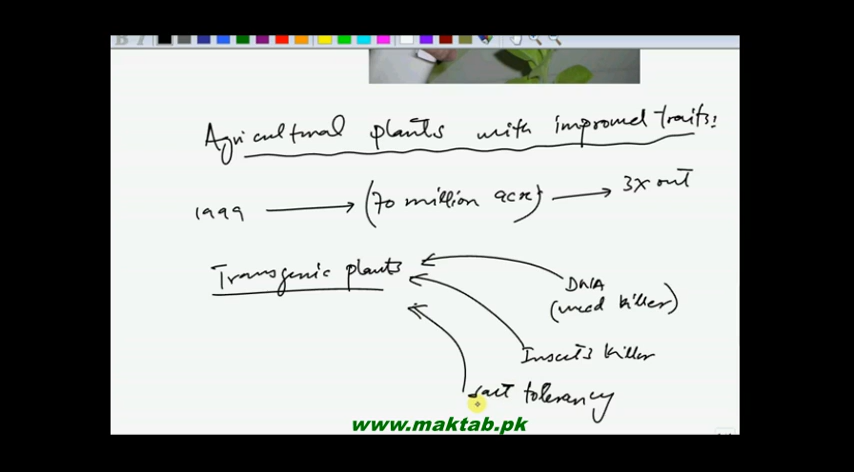 Agricultural plants with improved traits:
1999 → (70 million acre) → 3x out
Transgenic plants
DNA
(weed killer)
Insects killer
salt tolerancy
www.maktab.pk